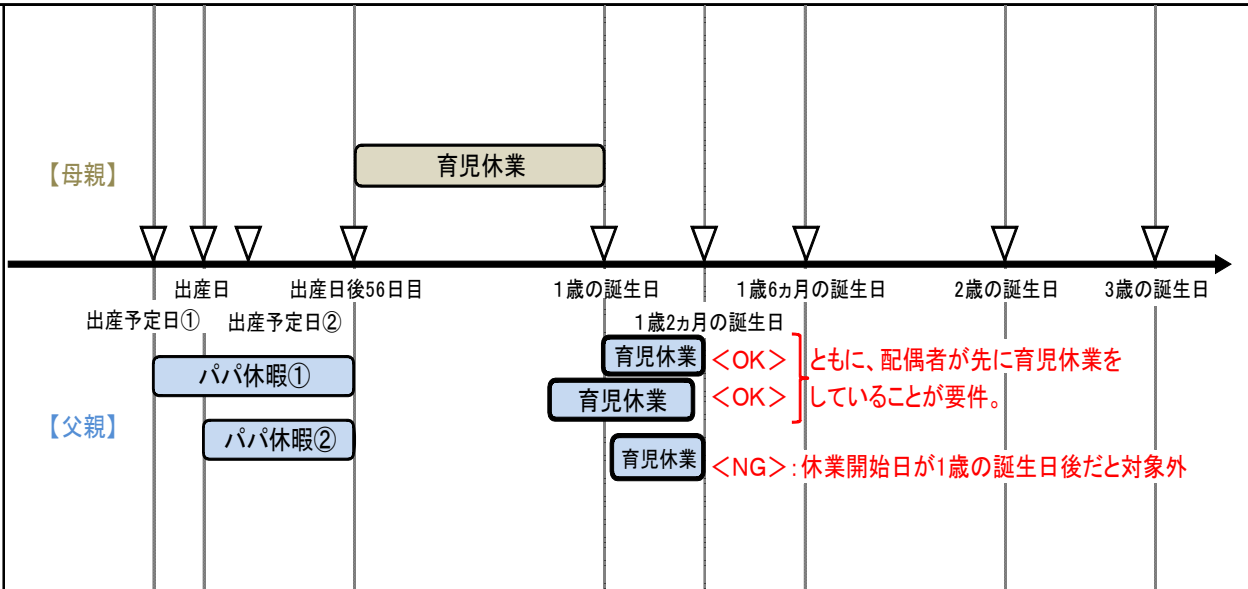 育児休業
【母親】
出産日
出産日後56日目
1歳の誕生日
1歳6ヵ月の誕生日
2歳の誕生日
3歳の誕生日
出産予定日①
出産予定日②
1歳2ヵ月の誕生日
育児休業
<OK>
ともに、配偶者が先に育児休業を
パパ休暇①
育児休業
<OK>
していることが要件。
【父親】
パパ休暇②
育児休業
<NG>:休業開始日が1歳の誕生日後だと対象外